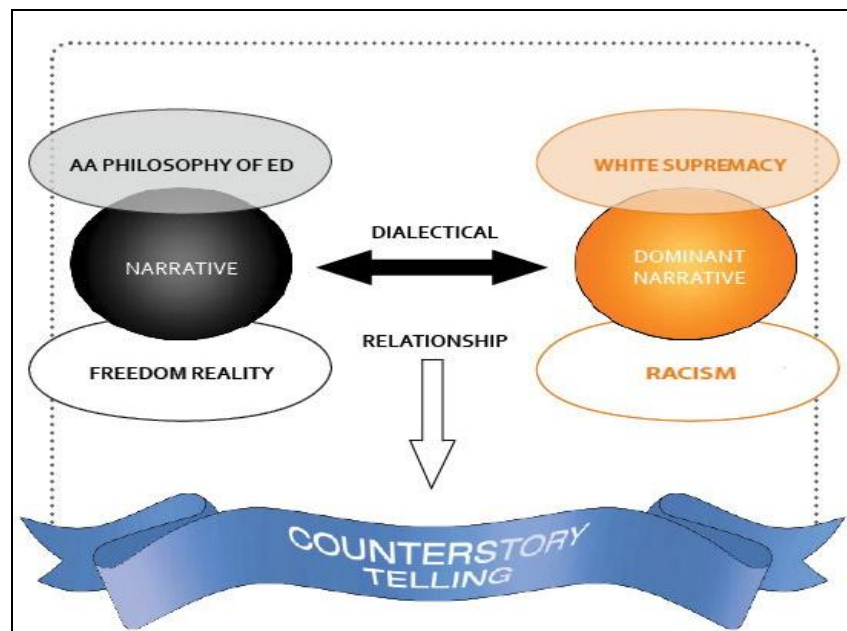 AA PHILOSOPHY OF ED
NARRATIVE
FREEDOM REALITY
DIALECTICAL
RELATIONSHIP
WHITE SUPREMACY
DOMINANT
NARRATIVE
RACISM
COUNTERSTORY
TELLING